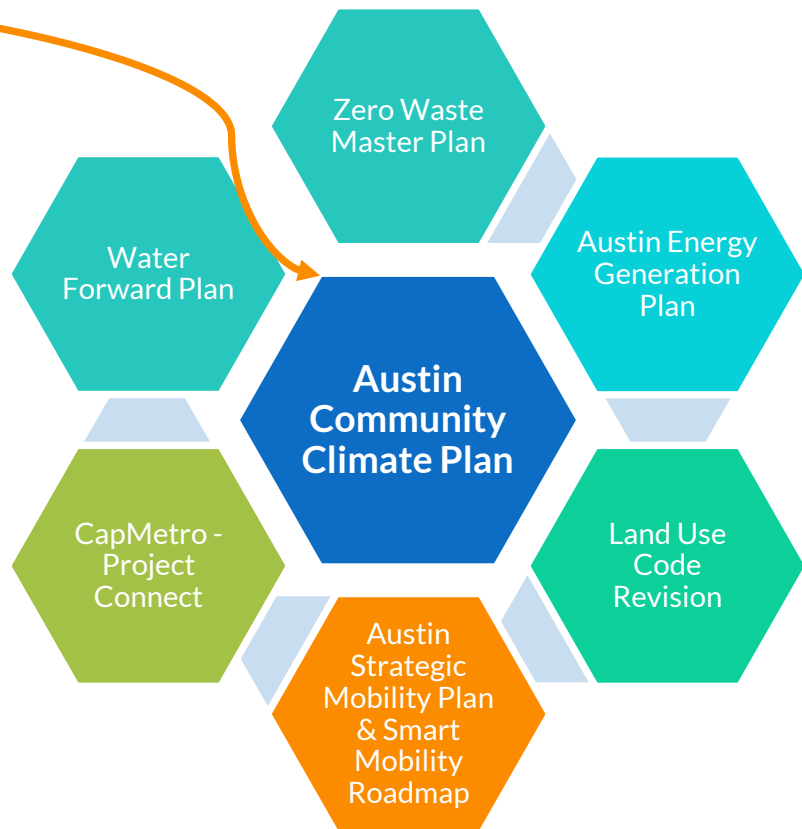 Zero Waste
Master Plan
Water
Forward Plan
Austin Energy
Generation
Plan
Austin
Community
Climate Plan
CapMetro -
Project
Connect
Land Use
Code
Revision
Austin
Strategic
Mobility Plan
& Smart
Mobility
Roadmap